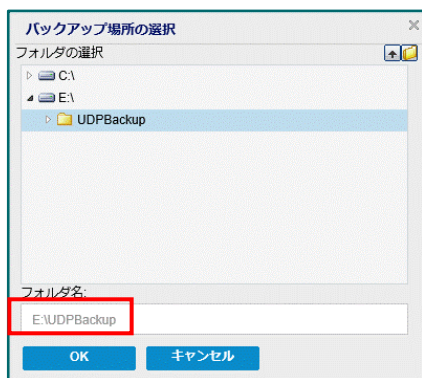 バックアップ場所の選択
フォルダの選択
C:\
E:\
UDPBackup
フォルダ名:
E:\UDPBackup
OK キャンセル